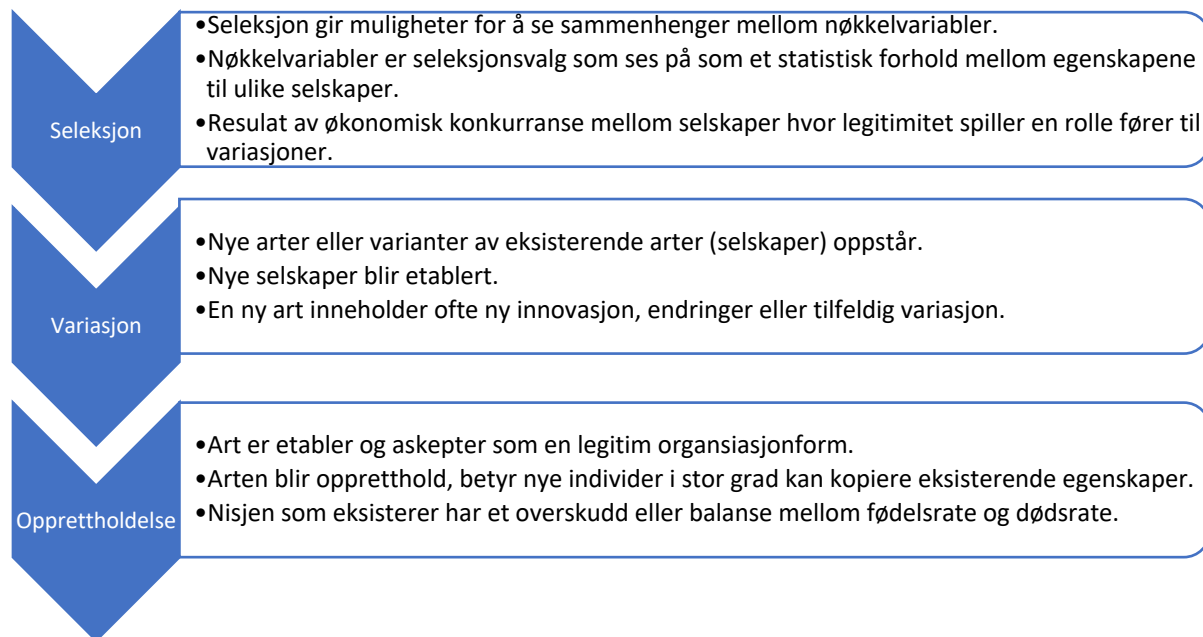 Seleksjon
•Seleksjon gir muligheter for å se sammenhenger mellom nøkkelvariabler.
•Nøkkelvariabler er seleksjonsvalg som ses på som et statistisk forhold mellom egenskapene
til ulike selskaper.
•Resulat av økonomisk konkurranse mellom selskaper hvor legitimitet spiller en rolle fører til
variasjoner.
Variasjon
•Nye arter eller varianter av eksisterende arter (selskaper) oppstår.
•Nye selskaper blir etablert.
•En ny art inneholder ofte ny innovasjon, endringer eller tilfeldig variasjon.
Opprettholdelse
•Art er etabler og askepter som en legitim organsiasjonform.
•Arten blir oppretthold, betyr nye individer i stor grad kan kopiere eksisterende egenskaper.
•Nisjen som eksisterer har et overskudd eller balanse mellom fødelsrate og dødsrate.